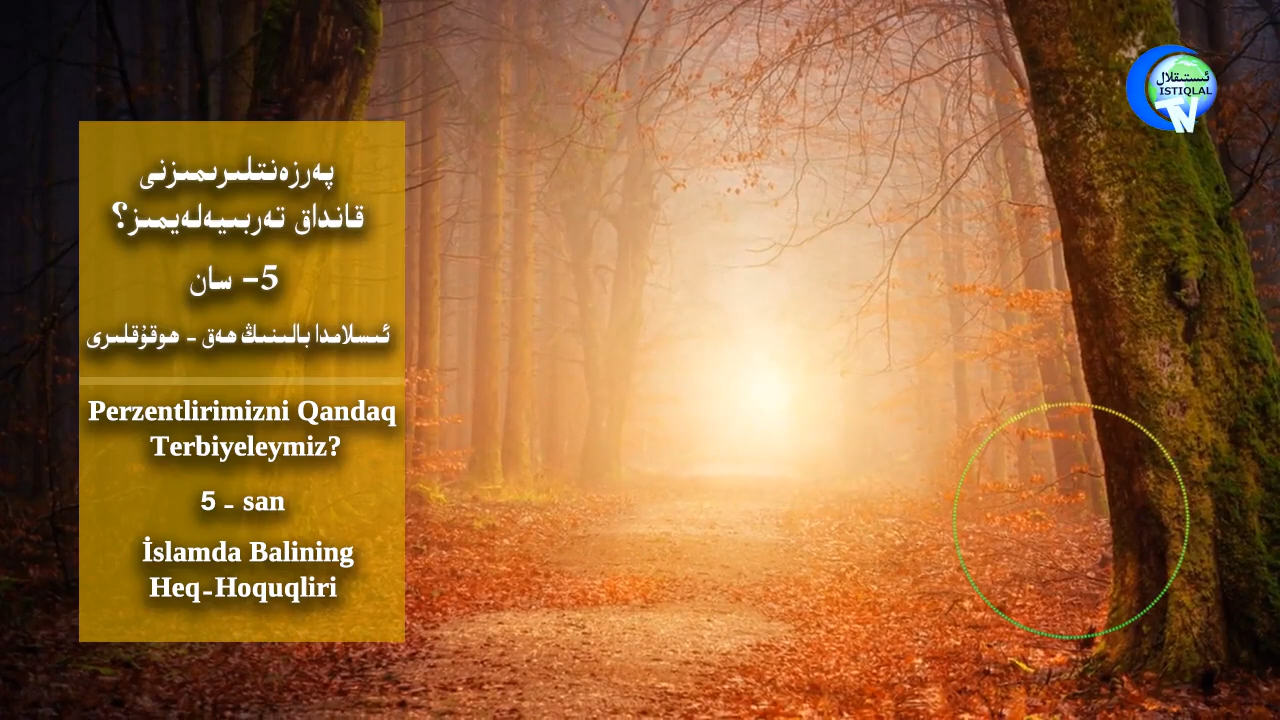 پەرزەنتلىرىمىزنى
قانداق تەربىيەلەيمىز؟
5- سان
ئىسلامدا بالىنىڭ ھەق - ھوقۇقلىرى
Perzentlirimizni Qandaq
Terbiyeleymiz?
5 - san
İslamda Balining
Heq-Hoquqliri
ئىستىقلال
ISTIQLAL
TV